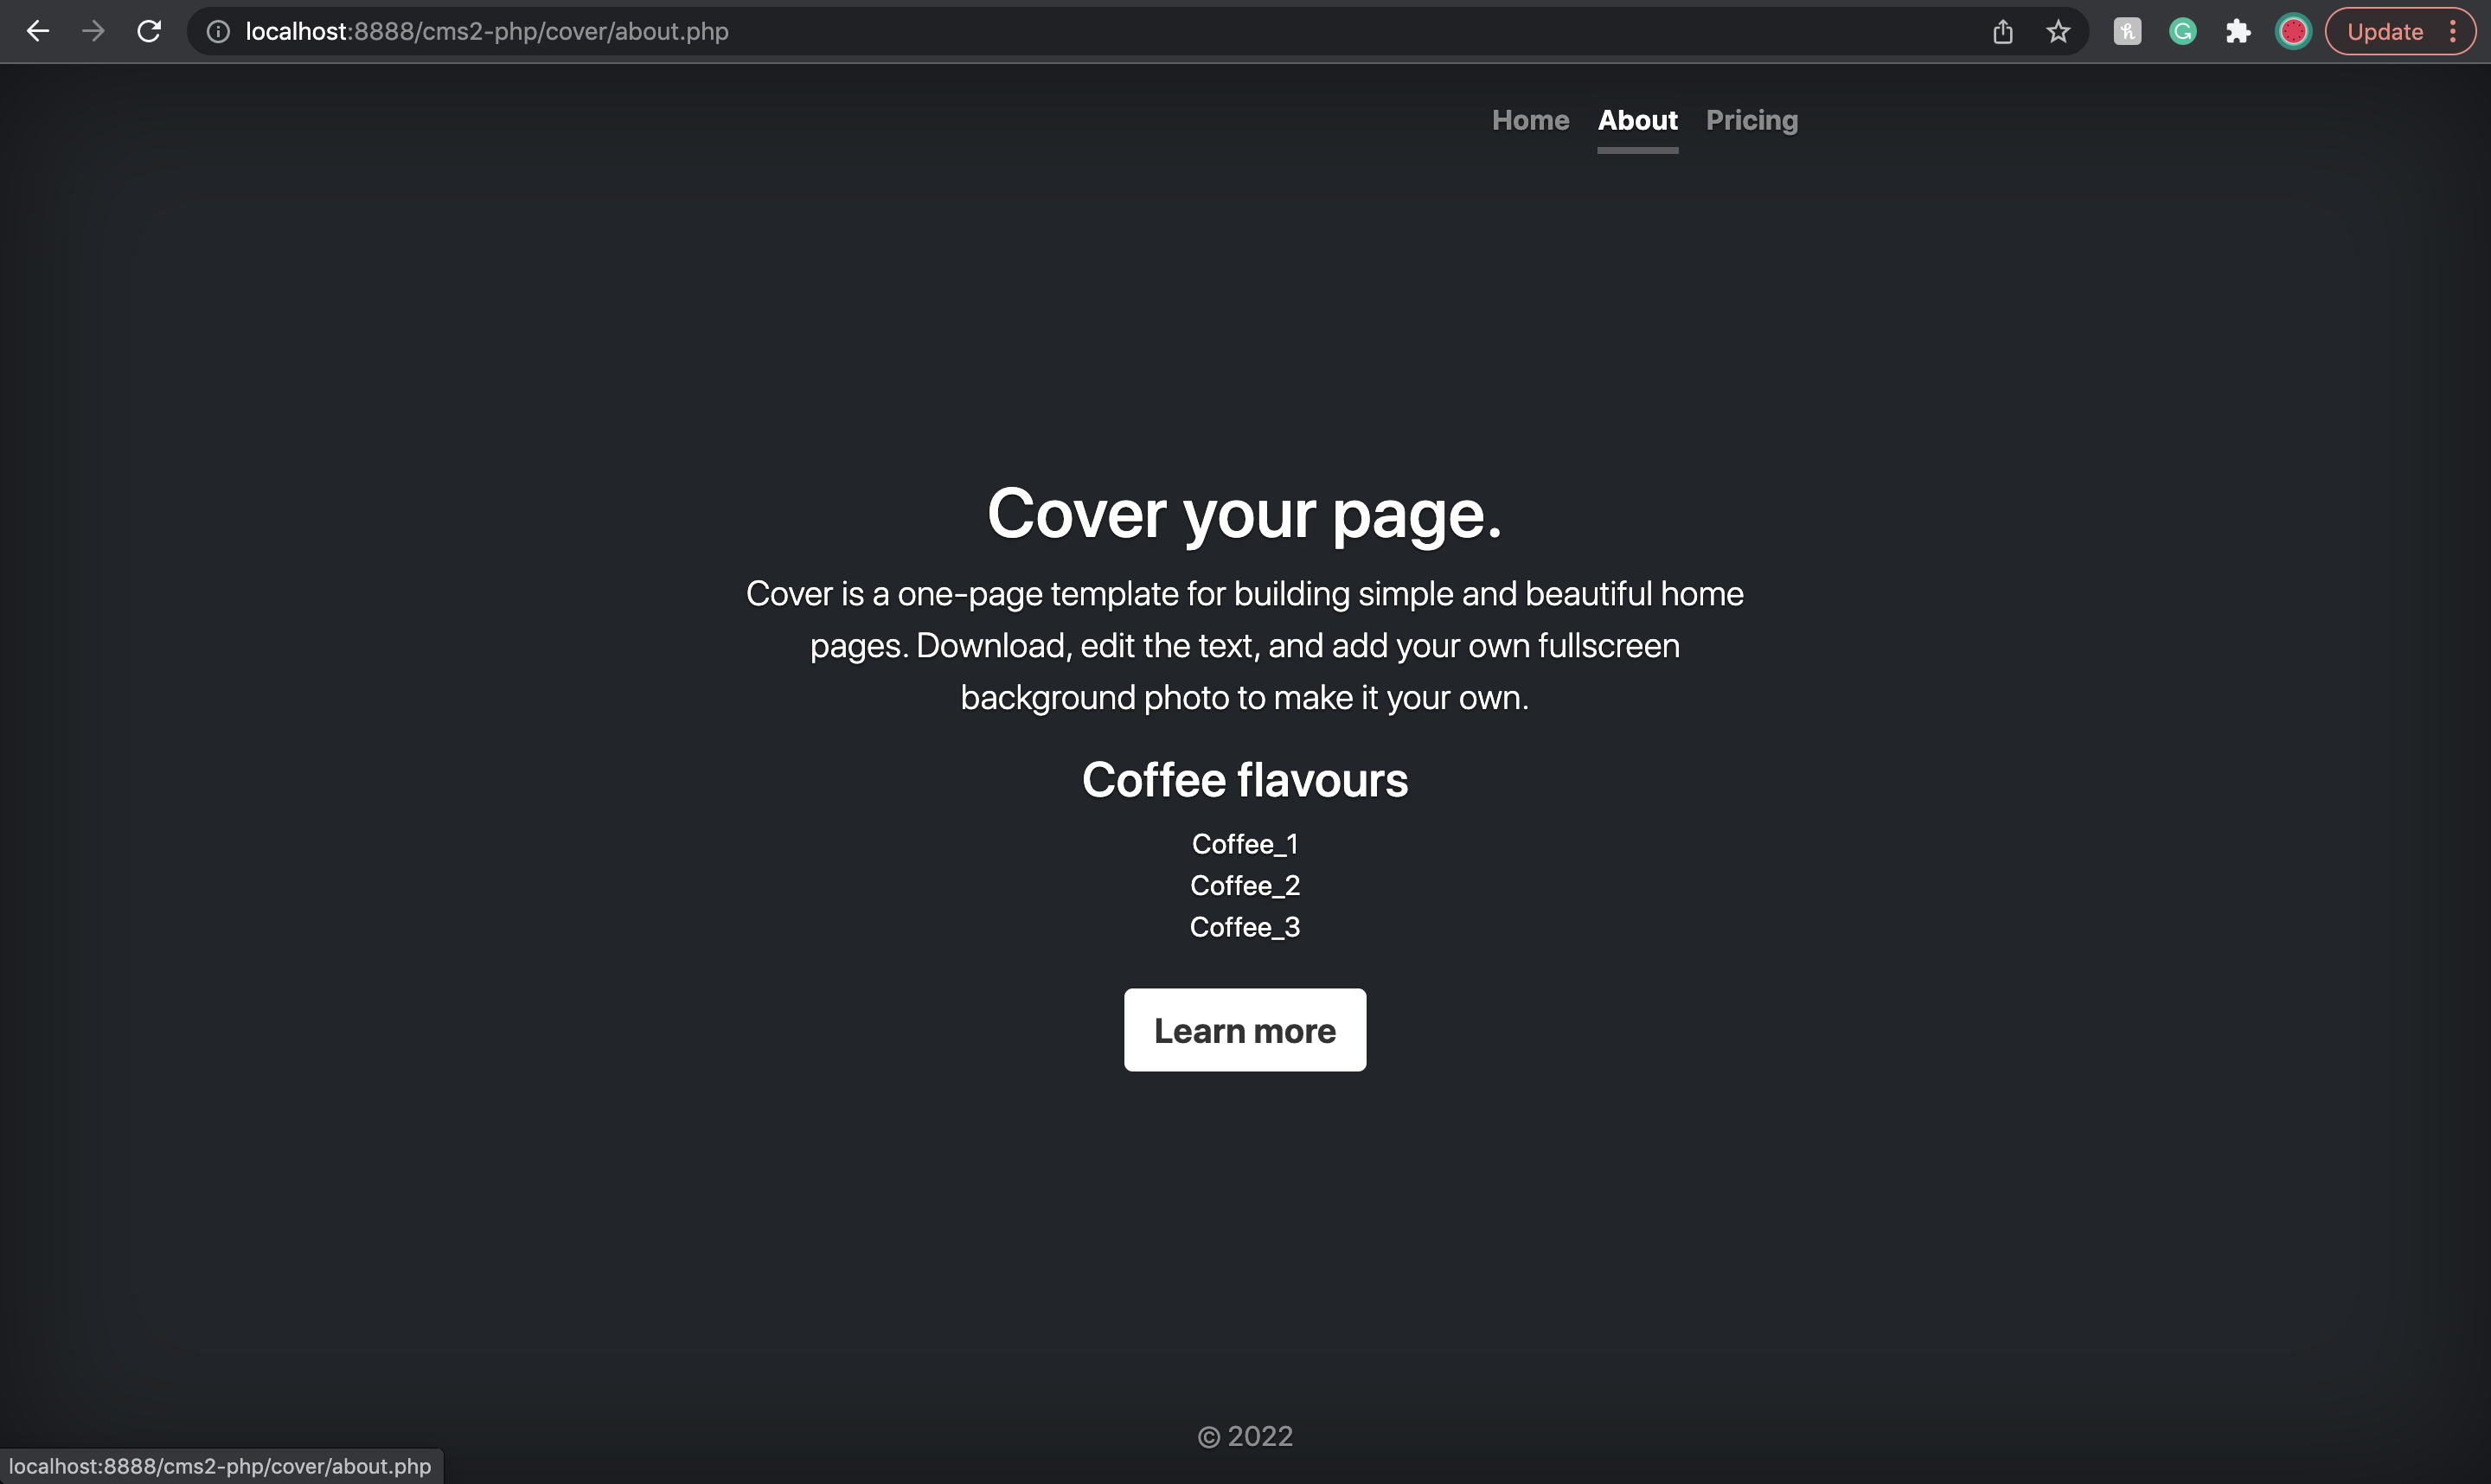 localhost:8888/cms2-php/cover/about.php
Update
Home About Pricing
Cover your page.
Cover is a one-page template for building simple and beautiful home
pages. Download, edit the text, and add your own fullscreen
background photo to make it your own.
Coffee flavours
Coffee_1
Coffee_2
Coffee_3
Learn more
© 2022
localhost:8888/cms2-php/cover/about.php